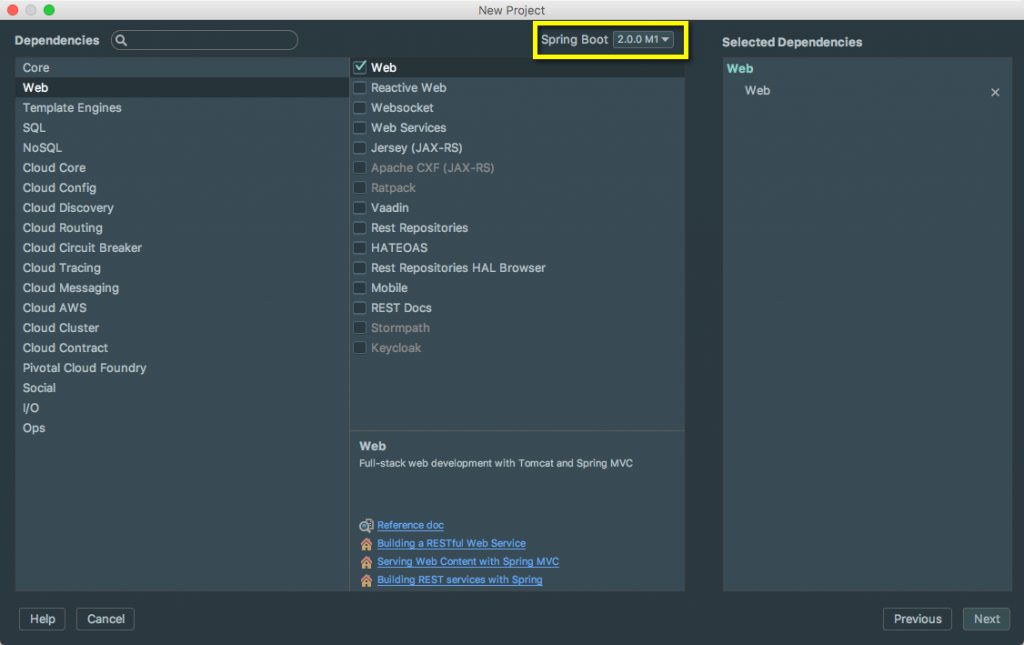 New Project
Dependencies
Spring Boot 2.0.0 M1
Selected Dependencies
Core
Web
Template Engines
SQL
NoSQL
Cloud Core
Cloud Config
Cloud Discovery
Cloud Routing
Cloud Circuit Breaker
Cloud Tracing
Cloud Messaging
Cloud AWS
Cloud Cluster
Cloud Contract
Pivotal Cloud Foundry
Social
I/O
Ops
Web
Reactive Web
Websocket
Web Services
Jersey (JAX-RS)
Apache CXF (JAX-RS)
Ratpack
Vaadin
Rest Repositories
HATEOAS
Rest Repositories HAL Browser
Mobile
REST Docs
Stormpath
Keycloak
Web
Full-stack web development with Tomcat and Spring MVC
Reference doc
Building a RESTful Web Service
Serving Web Content with Spring MVC
Building REST services with Spring
Web
Web
Help
Cancel
Previous
Next